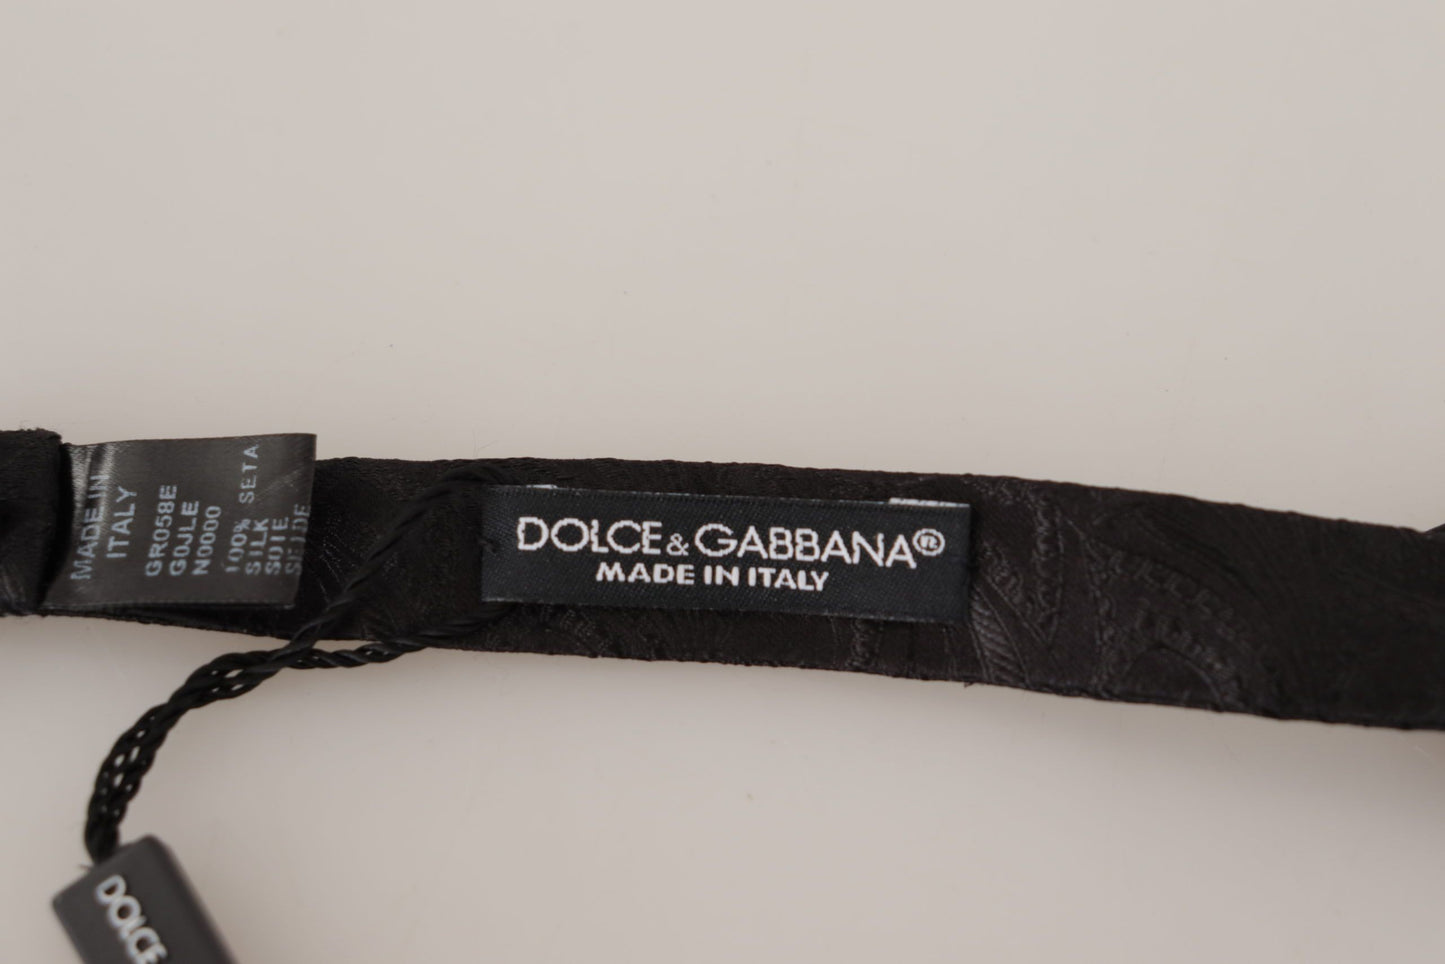 MADE IN
ITALY
GR058E
G0JLE
N0000
100% SETA
SILK
SOIE
SEIDE
DOLCE&GABBANA®
MADE IN ITALY
DOLCE